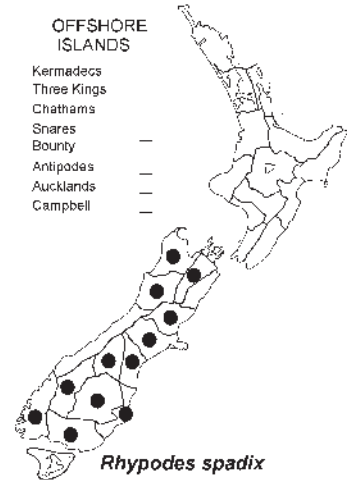 OFFSHORE
ISLANDS
Kermadecs
Three Kings
Chathams
Snares
Bounty
Antipodes
Aucklands
Campbell
Rhypodes spadix